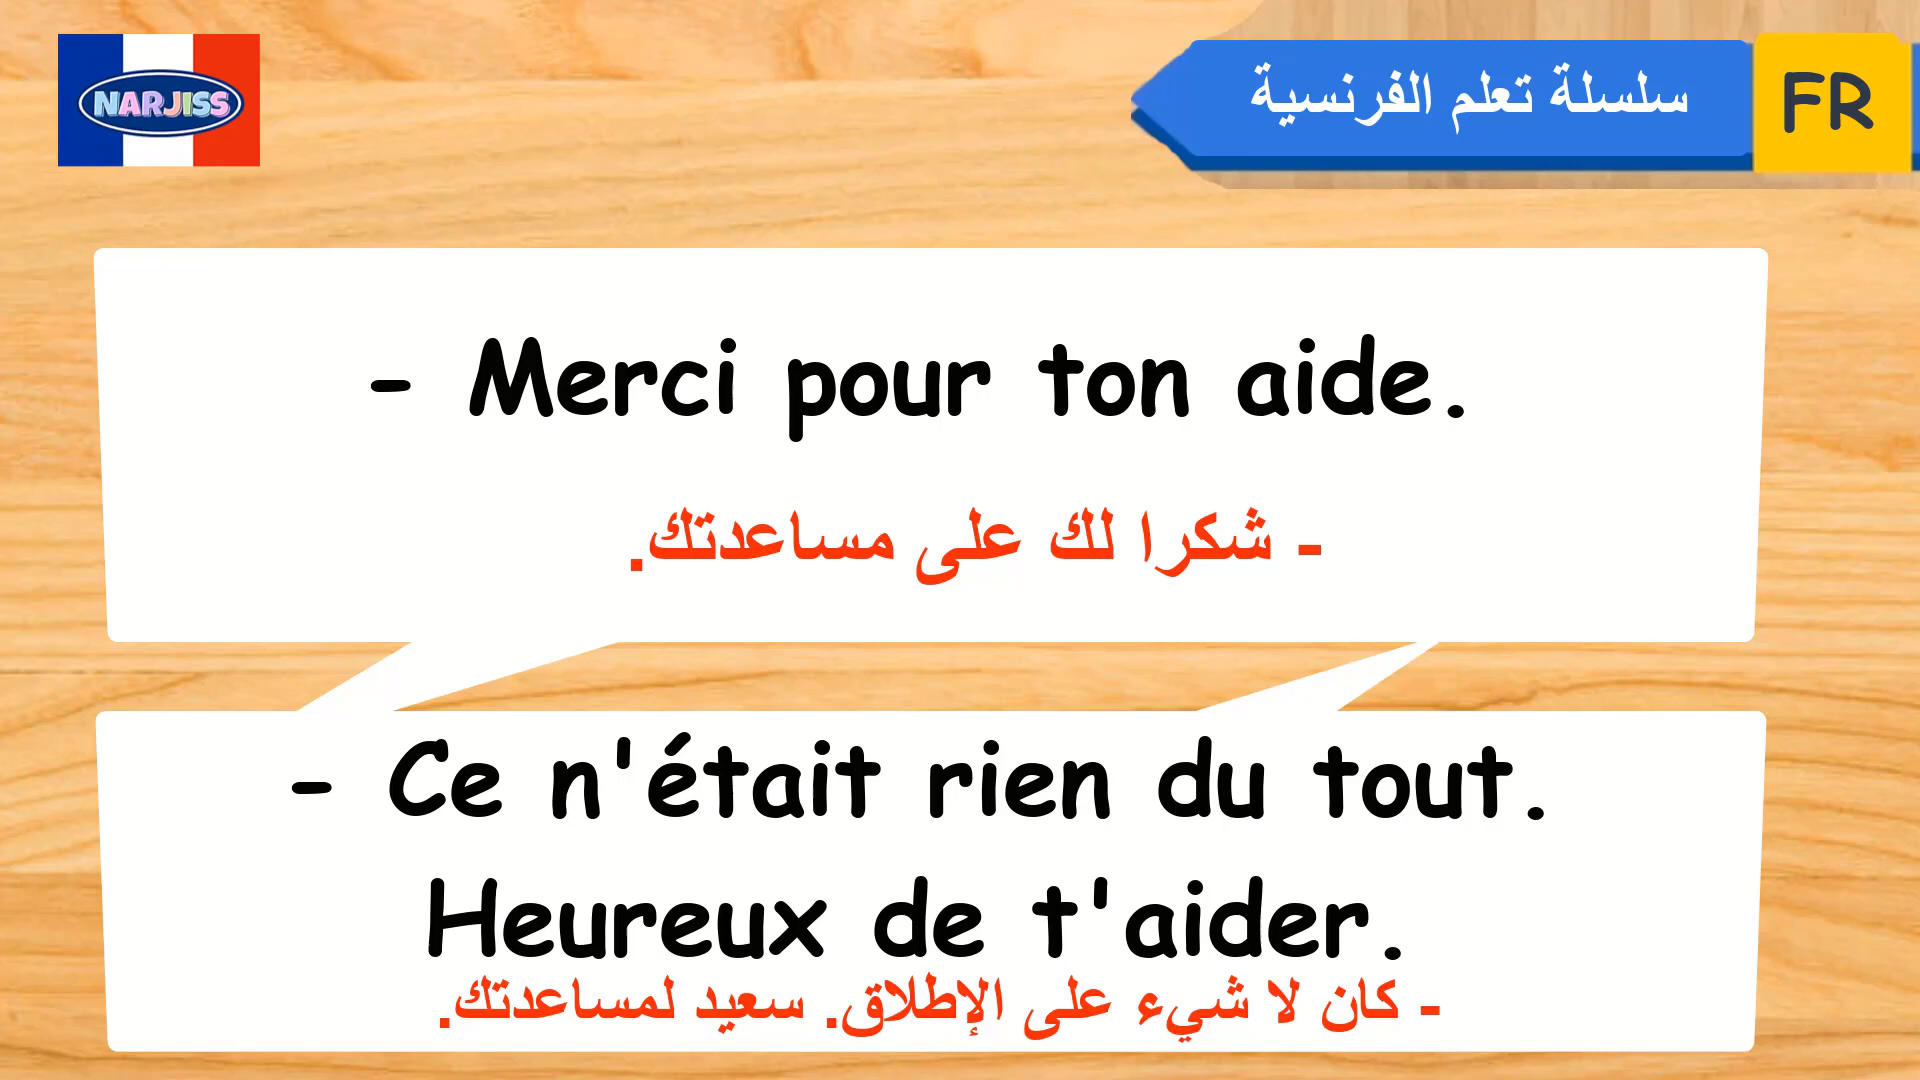 NARJISS
سلسلة تعلم الفرنسية
FR
- Merci pour ton aide.
- شكرا لك على مساعدتك.
- Ce n'était rien du tout.
Heureux de t'aider.
- كان لا شيء على الإطلاق. سعيد لمساعدتك.